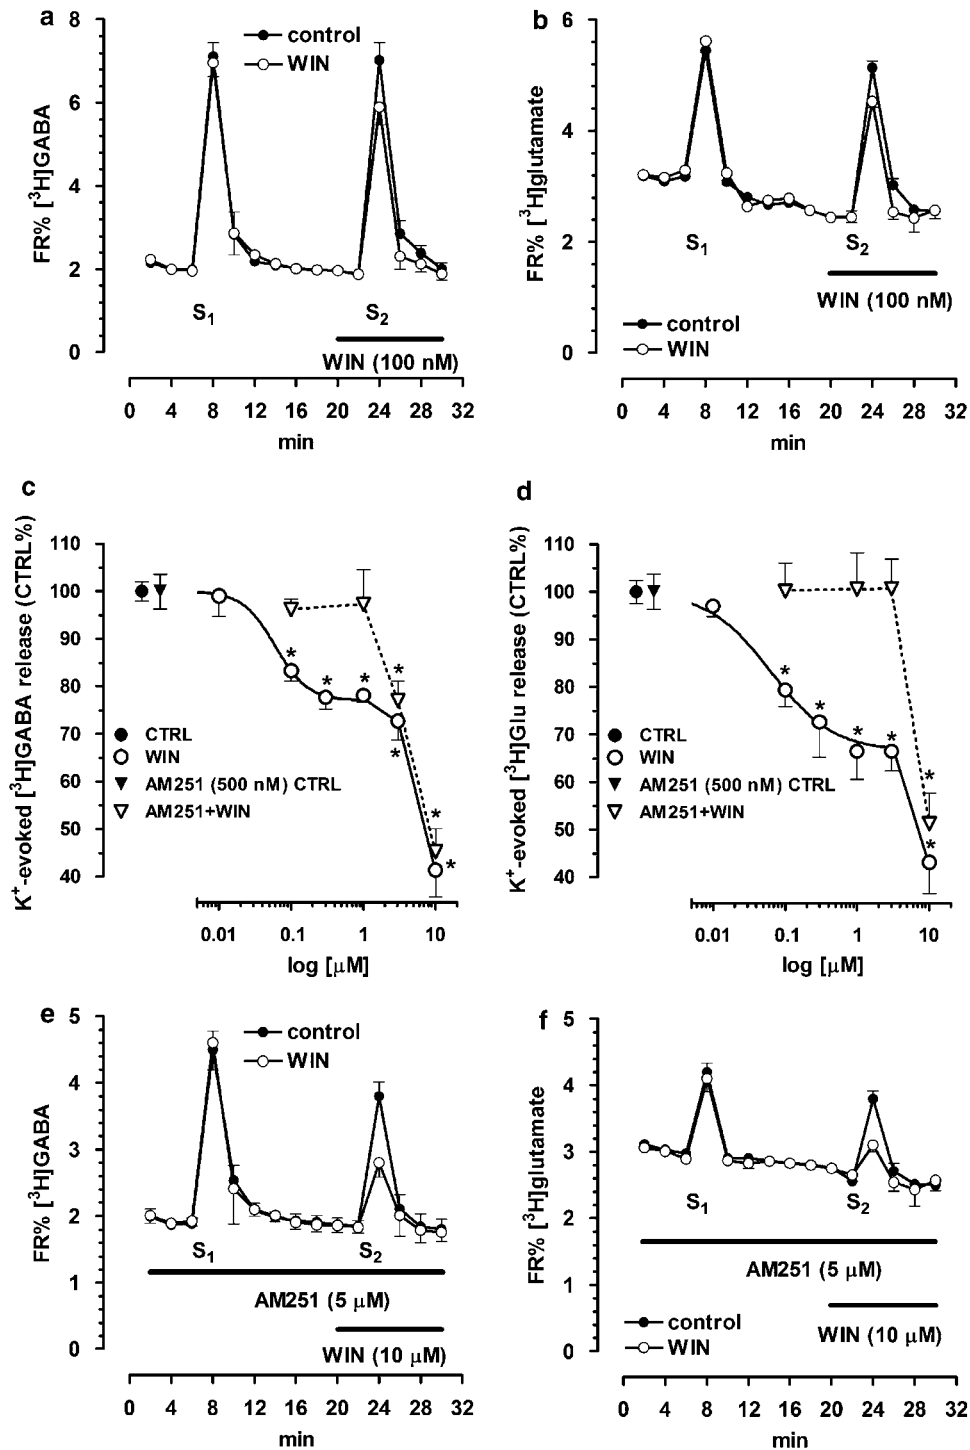 a
FR% [³H]GABA
8
6
4
2
0
control
WIN
S₁
S₂
WIN (100 nM)
0 4 8 12 16 20 24 28 32
min
b
FR% [³H]glutamate
6
4
2
0
S₁
S₂
WIN (100 nM)
control
WIN
0 4 8 12 16 20 24 28 32
min
c
K⁺-evoked [³H]GABA release (CTRL%)
110
100
90
80
70
60
50
40
* * * * * * *
CTRL
WIN
AM251 (500 nM) CTRL
AM251+WIN
0.01 0.1 1 10
log [μM]
d
K⁺-evoked [³H]Glu release (CTRL%)
110
100
90
80
70
60
50
40
* * * * * *
CTRL
WIN
AM251 (500 nM) CTRL
AM251+WIN
0.01 0.1 1 10
log [μM]
e
FR% [³H]GABA
5
4
3
2
1
0
control
WIN
S₁
S₂
AM251 (5 μM)
WIN (10 μM)
0 4 8 12 16 20 24 28 32
min
f
FR% [³H]glutamate
5
4
3
2
1
0
S₁
S₂
AM251 (5 μM)
WIN (10 μM)
control
WIN
0 4 8 12 16 20 24 28 32
min